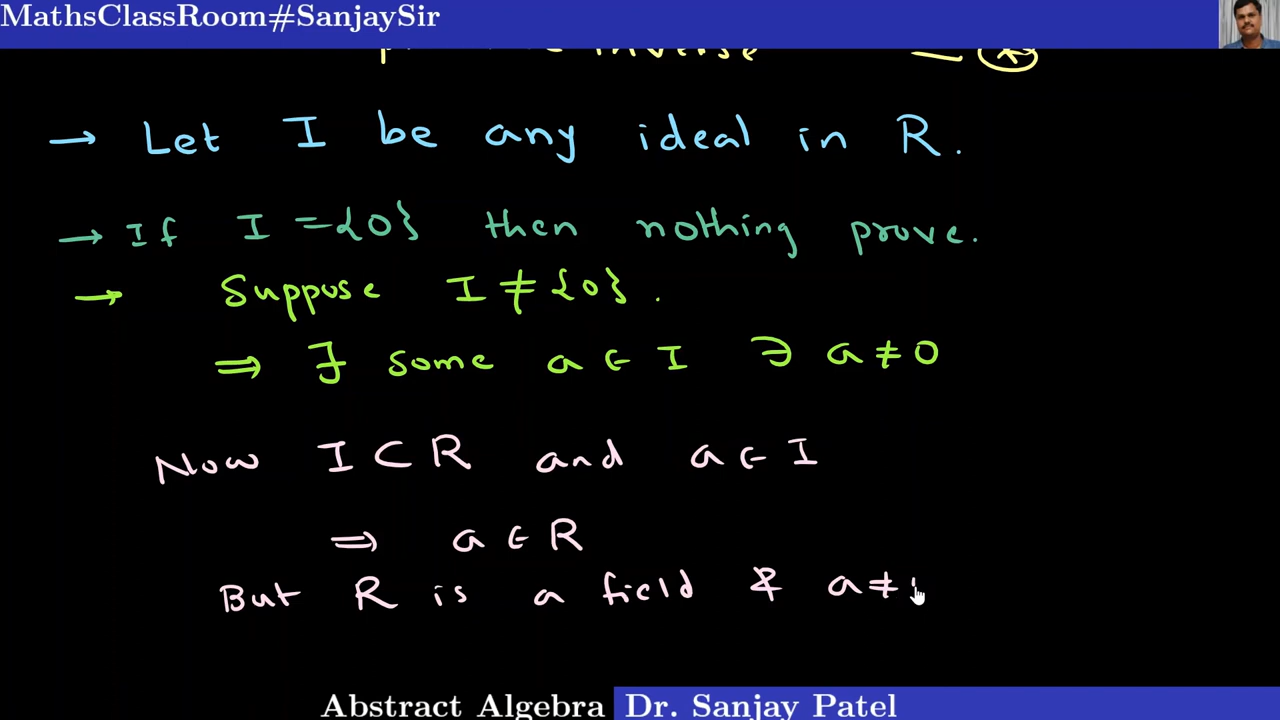 MathsClassRoom#SanjaySir
inverse — *
→ Let I be any ideal in R.
→ If I = {0} then nothing prove.
→ Suppose I ≠ {0}.
⇒ ∃ some a ∈ I ∋ a ≠ 0
Now I ⊂ R and a ∈ I
⇒ a ∈ R
But R is a field & a ≠
Abstract Algebra Dr. Sanjay Patel